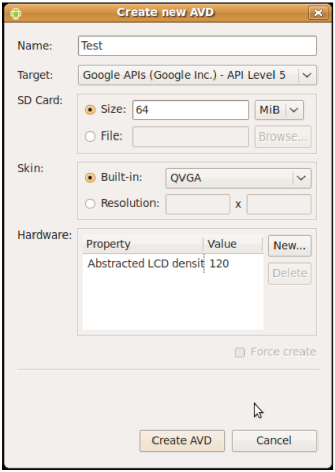 Create new AVD
Name: Test
Target: Google APIs (Google Inc.) - API Level 5
SD Card:
Size: 64 MiB
File: Browse...
Skin:
Built-in: QVGA
Resolution: x
Hardware:
Property Value New...
Abstracted LCD densit 120
Delete
Force create
Create AVD Cancel